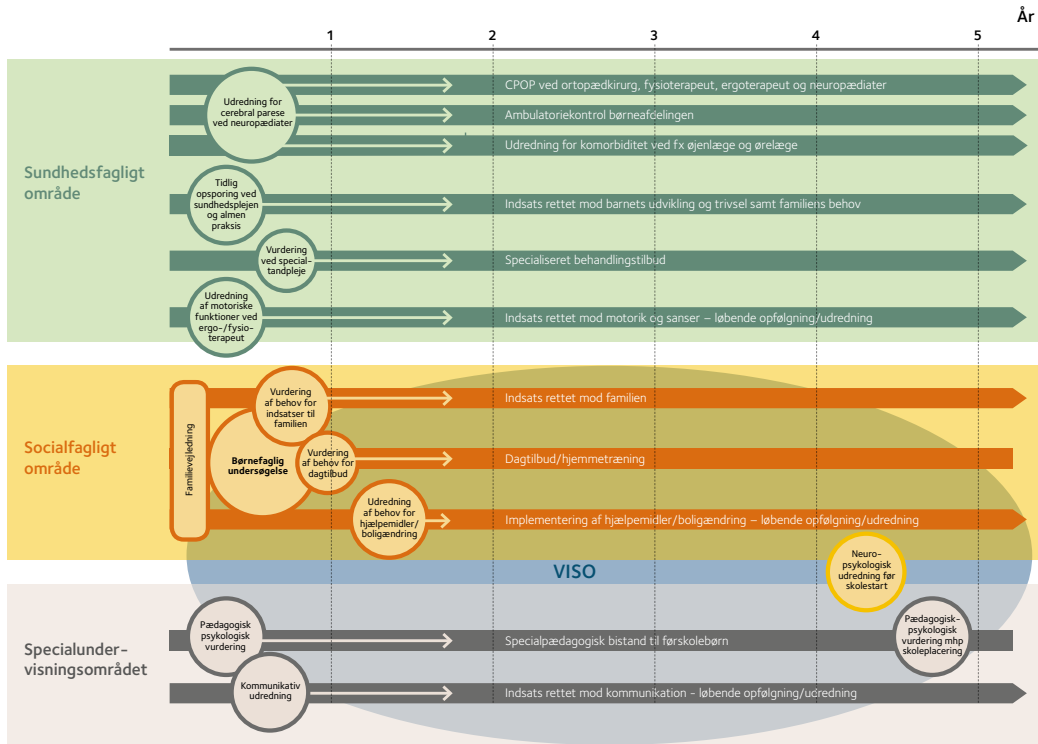 År
1 2 3 4 5
Sundhedsfagligt
område
Udredning for
cerebral parese
ved neuropædiater
CPOP ved ortopædkirurg, fysioterapeut, ergoterapeut og neuropædiater
Ambulatoriekontrol børneafdelingen
Udredning for komorbiditet ved fx øjenlæge og ørelæge
Tidlig
opsporing ved
sundhedsplejen
og almen
praksis
Indsats rettet mod barnets udvikling og trivsel samt familiens behov
Vurdering
ved special-
tandpleje
Specialiseret behandlingstilbud
Udredning
af motoriske
funktioner ved
ergo-/fysio-
terapeut
Indsats rettet mod motorik og sanser – løbende opfølgning/udredning
Socialfagligt
område
Familievejledning
Vurdering
af behov for
indsatser til
familien
Indsats rettet mod familien
Børnefaglig
undersøgelse
Vurdering
af behov for
dagtilbud
Dagtilbud/hjemmetræning
Udredning
af behov for
hjælpemidler/
boligændring
Implementering af hjælpemidler/boligændring – løbende opfølgning/udredning
VISO
Neuro-
psykologisk
udredning før
skolestart
Specialunder-
visningsområdet
Pædagogisk
psykologisk
vurdering
Specialpædagogisk bistand til førskolebørn
Pædagogisk-
psykologisk
vurdering mhp
skoleplacering
Kommunikativ
udredning
Indsats rettet mod kommunikation - løbende opfølgning/udredning